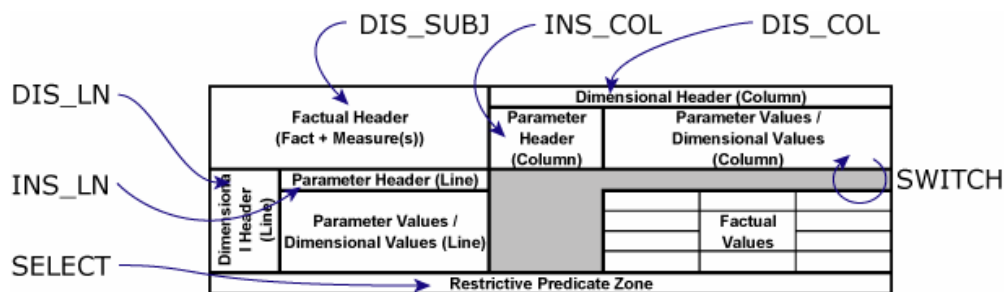 DIS_SUBJ INS_COL DIS_COL
DIS_LN
INS_LN
SELECT
SWITCH
Factual Header
(Fact + Measure(s))
Dimensional Header (Column)
Parameter
Header
(Column)
Parameter Values /
Dimensional Values
(Column)
Dimensiona
l Header
(Line)
Parameter Header (Line)
Parameter Values /
Dimensional Values (Line)
Factual
Values
Restrictive Predicate Zone